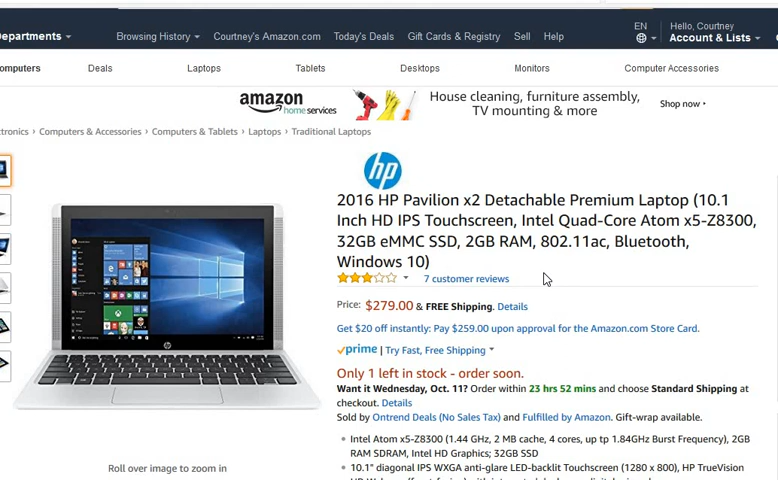 EN
Hello, Courtney
Departments Browsing History Courtney's Amazon.com Today's Deals Gift Cards & Registry Sell Help Account & Lists
omputers Deals Laptops Tablets Desktops Monitors Computer Accessories
amazon
home services
House cleaning, furniture assembly,
TV mounting & more
Shop now
ctronics › Computers & Accessories › Computers & Tablets › Laptops › Traditional Laptops
hp
2016 HP Pavilion x2 Detachable Premium Laptop (10.1
Inch HD IPS Touchscreen, Intel Quad-Core Atom x5-Z8300,
32GB eMMC SSD, 2GB RAM, 802.11ac, Bluetooth,
Windows 10)
7 customer reviews
Price: $279.00 & FREE Shipping. Details
Get $20 off instantly: Pay $259.00 upon approval for the Amazon.com Store Card.
prime | Try Fast, Free Shipping
Only 1 left in stock - order soon.
Want it Wednesday, Oct. 11? Order within 23 hrs 52 mins and choose Standard Shipping at
checkout. Details
Sold by Ontrend Deals (No Sales Tax) and Fulfilled by Amazon. Gift-wrap available.
• Intel Atom x5-Z8300 (1.44 GHz, 2 MB cache, 4 cores, up tp 1.84GHz Burst Frequency), 2GB
RAM SDRAM, Intel HD Graphics; 32GB SSD
• 10.1" diagonal IPS WXGA anti-glare LED-backlit Touchscreen (1280 x 800), HP TrueVision
Roll over image to zoom in